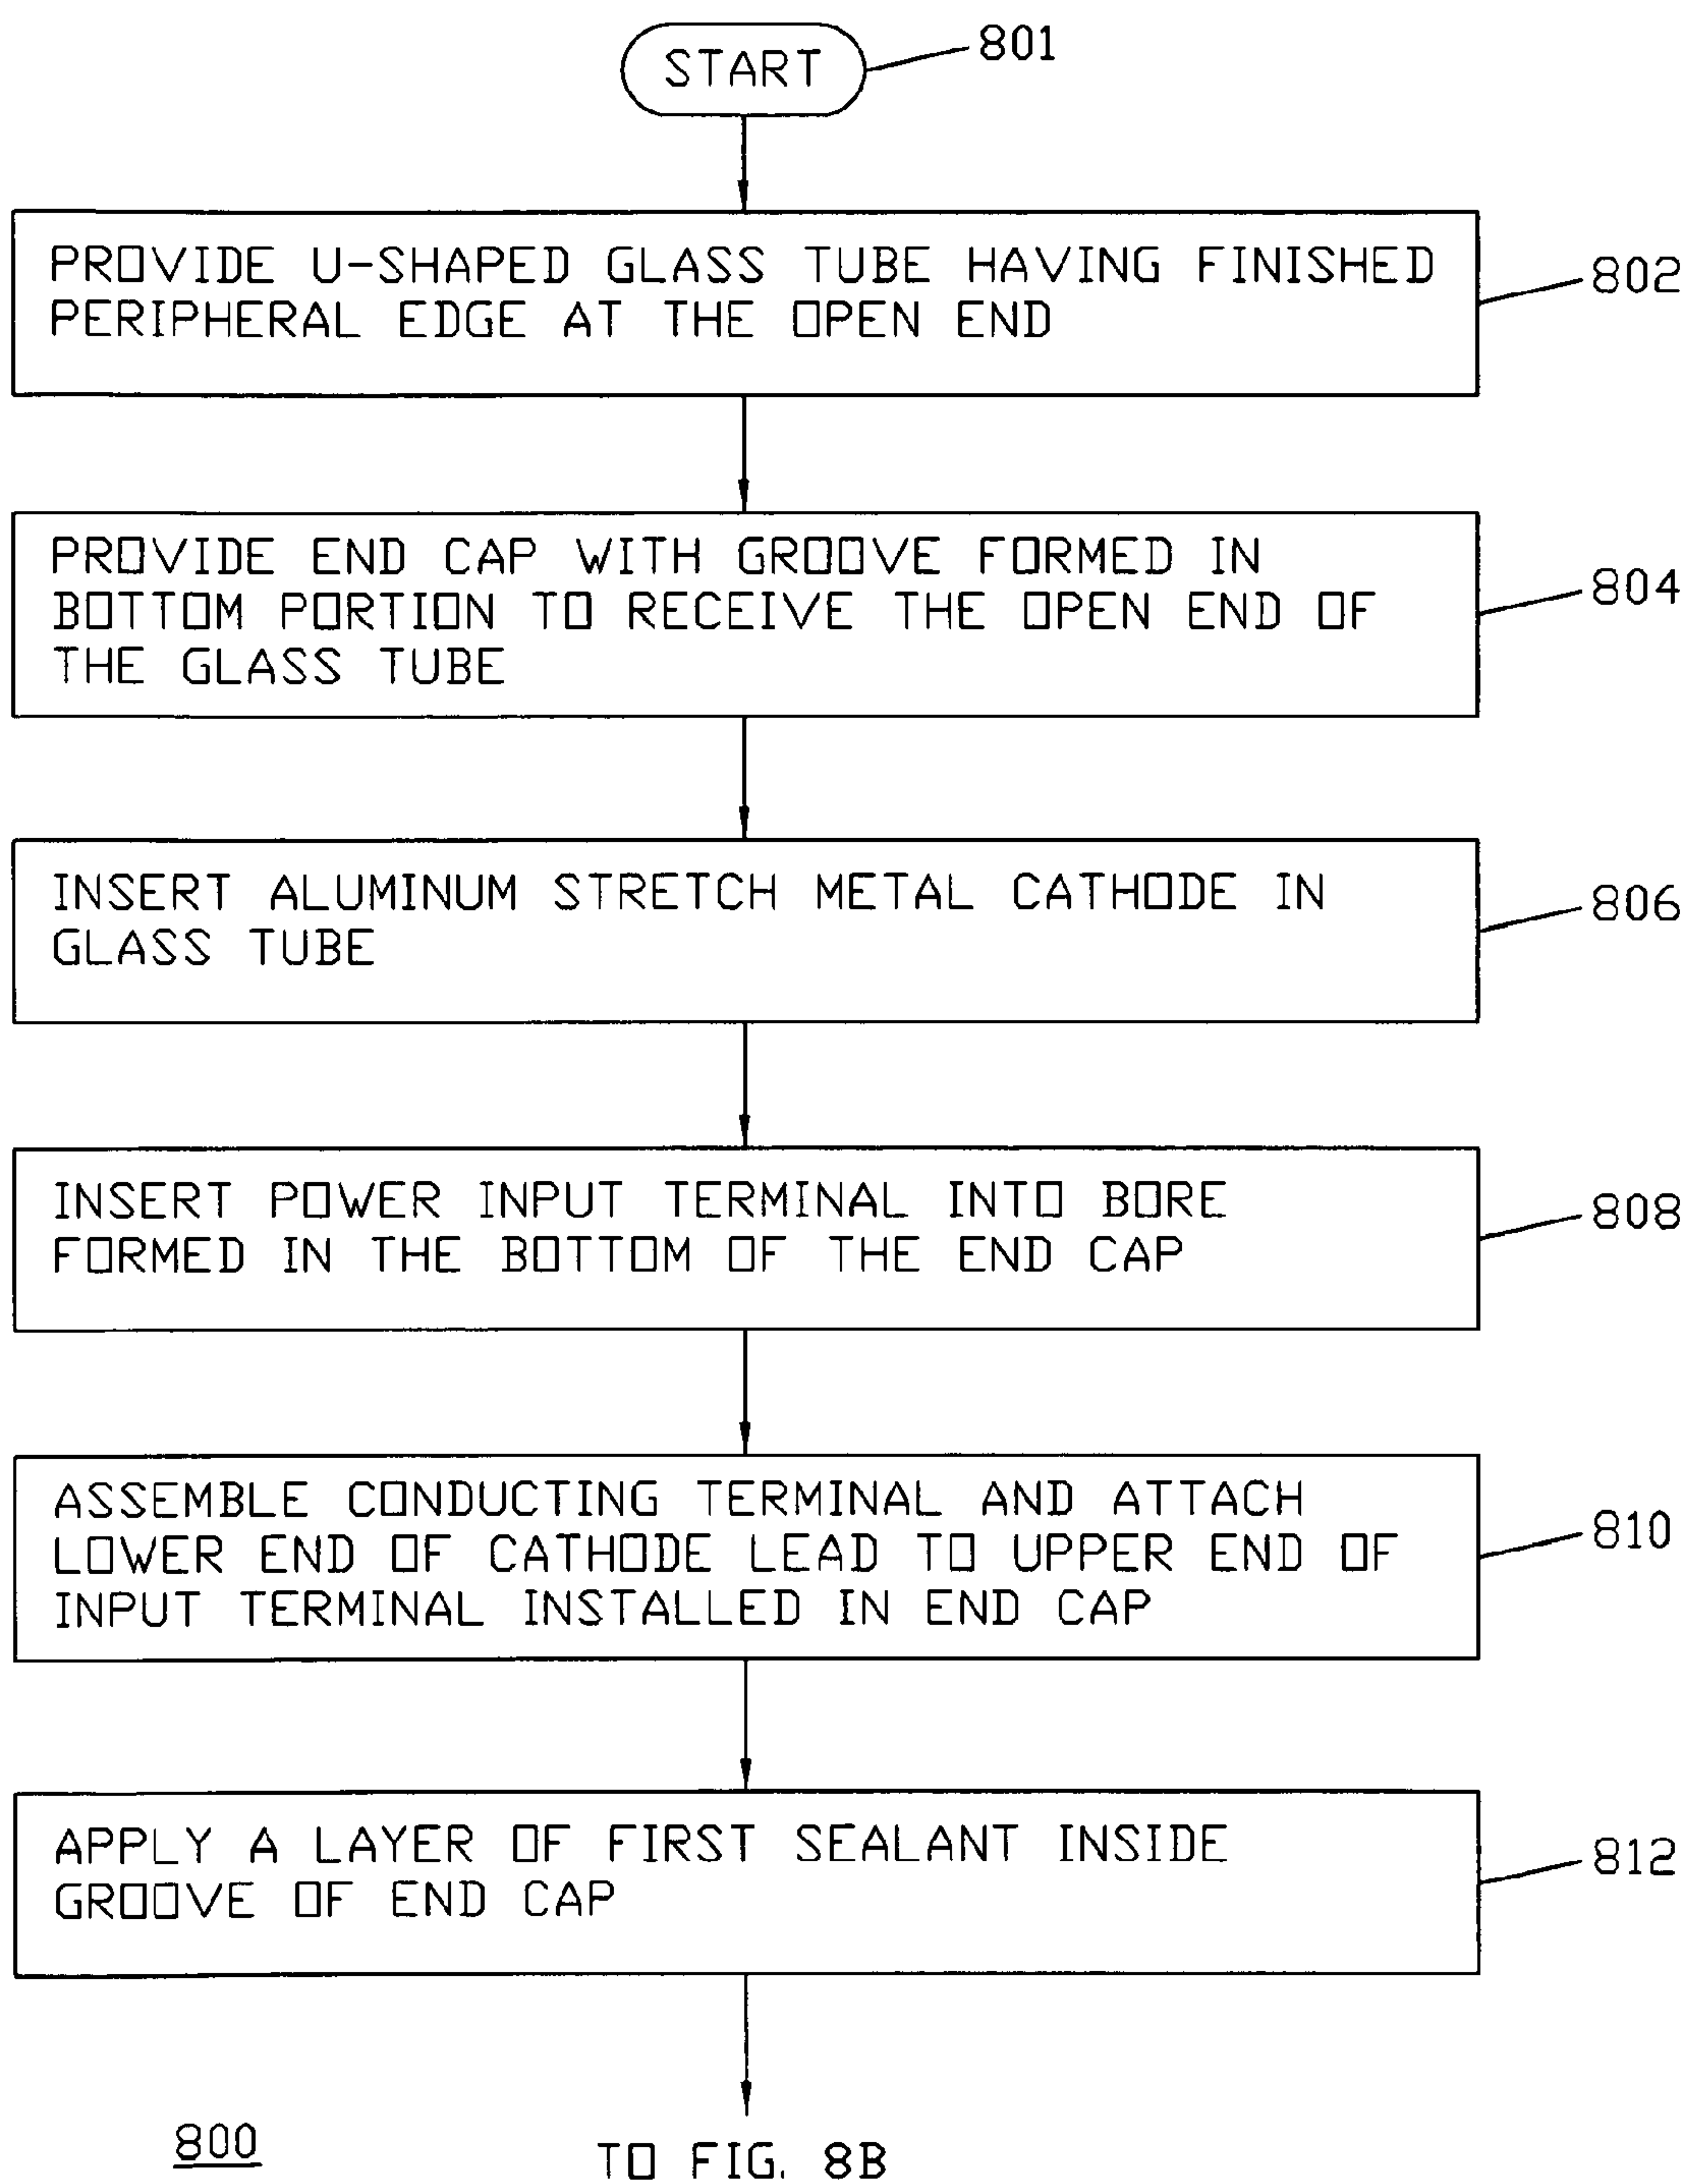 START
801
PROVIDE U-SHAPED GLASS TUBE HAVING FINISHED
PERIPHERAL EDGE AT THE OPEN END
802
PROVIDE END CAP WITH GROOVE FORMED IN
BOTTOM PORTION TO RECEIVE THE OPEN END OF
THE GLASS TUBE
804
INSERT ALUMINUM STRETCH METAL CATHODE IN
GLASS TUBE
806
INSERT POWER INPUT TERMINAL INTO BORE
FORMED IN THE BOTTOM OF THE END CAP
808
ASSEMBLE CONDUCTING TERMINAL AND ATTACH
LOWER END OF CATHODE LEAD TO UPPER END OF
INPUT TERMINAL INSTALLED IN END CAP
810
APPLY A LAYER OF FIRST SEALANT INSIDE
GROOVE OF END CAP
812
800
TO FIG. 8B